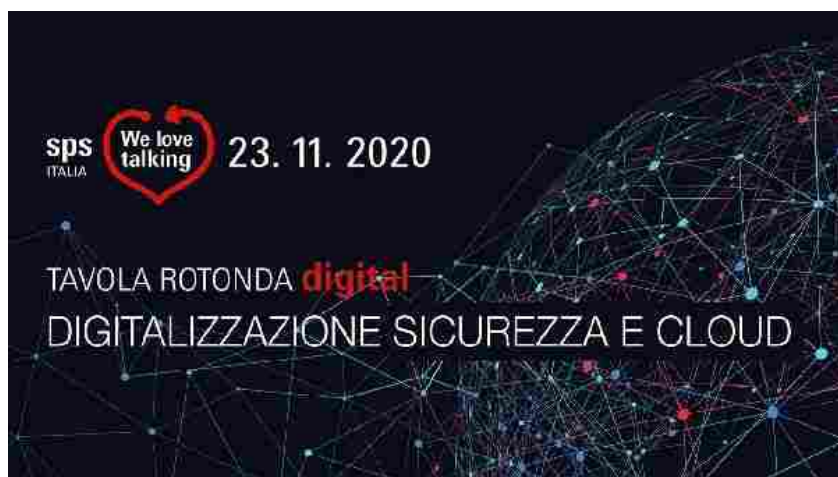 sps
ITALIA
We love
talking
23. 11. 2020
TAVOLA ROTONDA digital
DIGITALIZZAZIONE SICUREZZA E CLOUD